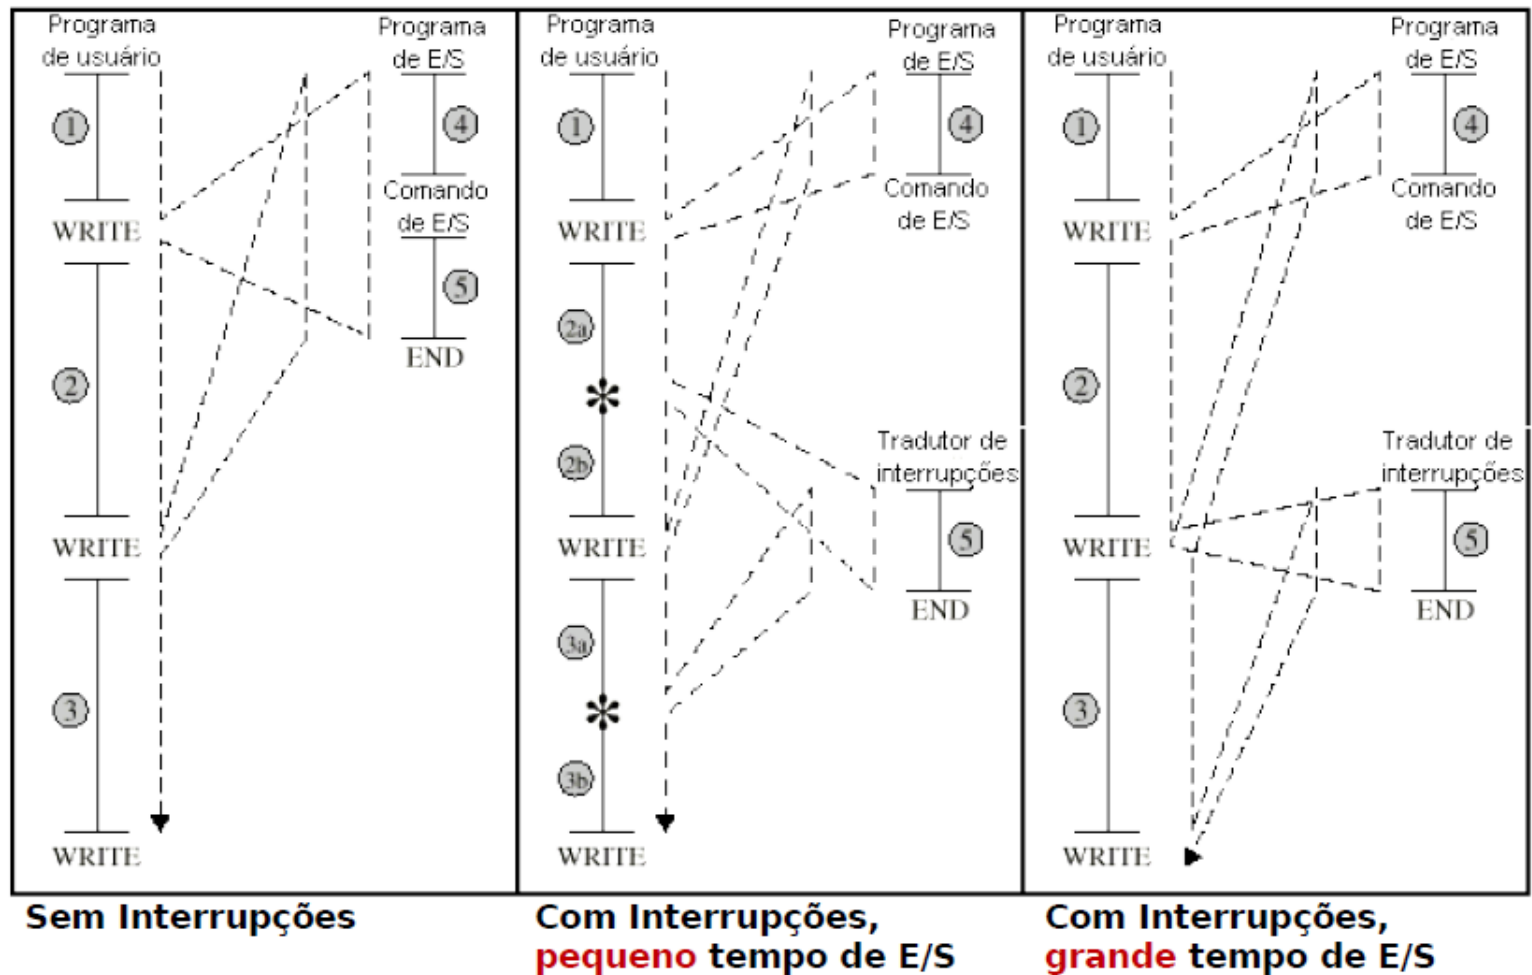 Programa
de usuário
Programa
de E/S
1
4
WRITE
Comando
de E/S
2
5
END
WRITE
3
WRITE
Sem Interrupções
Programa
de usuário
Programa
de E/S
1
4
WRITE
Comando
de E/S
2a
*
2b
Tradutor de
interrupções
WRITE
5
END
3a
*
3b
WRITE
Com Interrupções,
pequeno tempo de E/S
Programa
de usuário
Programa
de E/S
1
4
WRITE
Comando
de E/S
2
Tradutor de
interrupções
WRITE
5
END
3
WRITE
Com Interrupções,
grande tempo de E/S